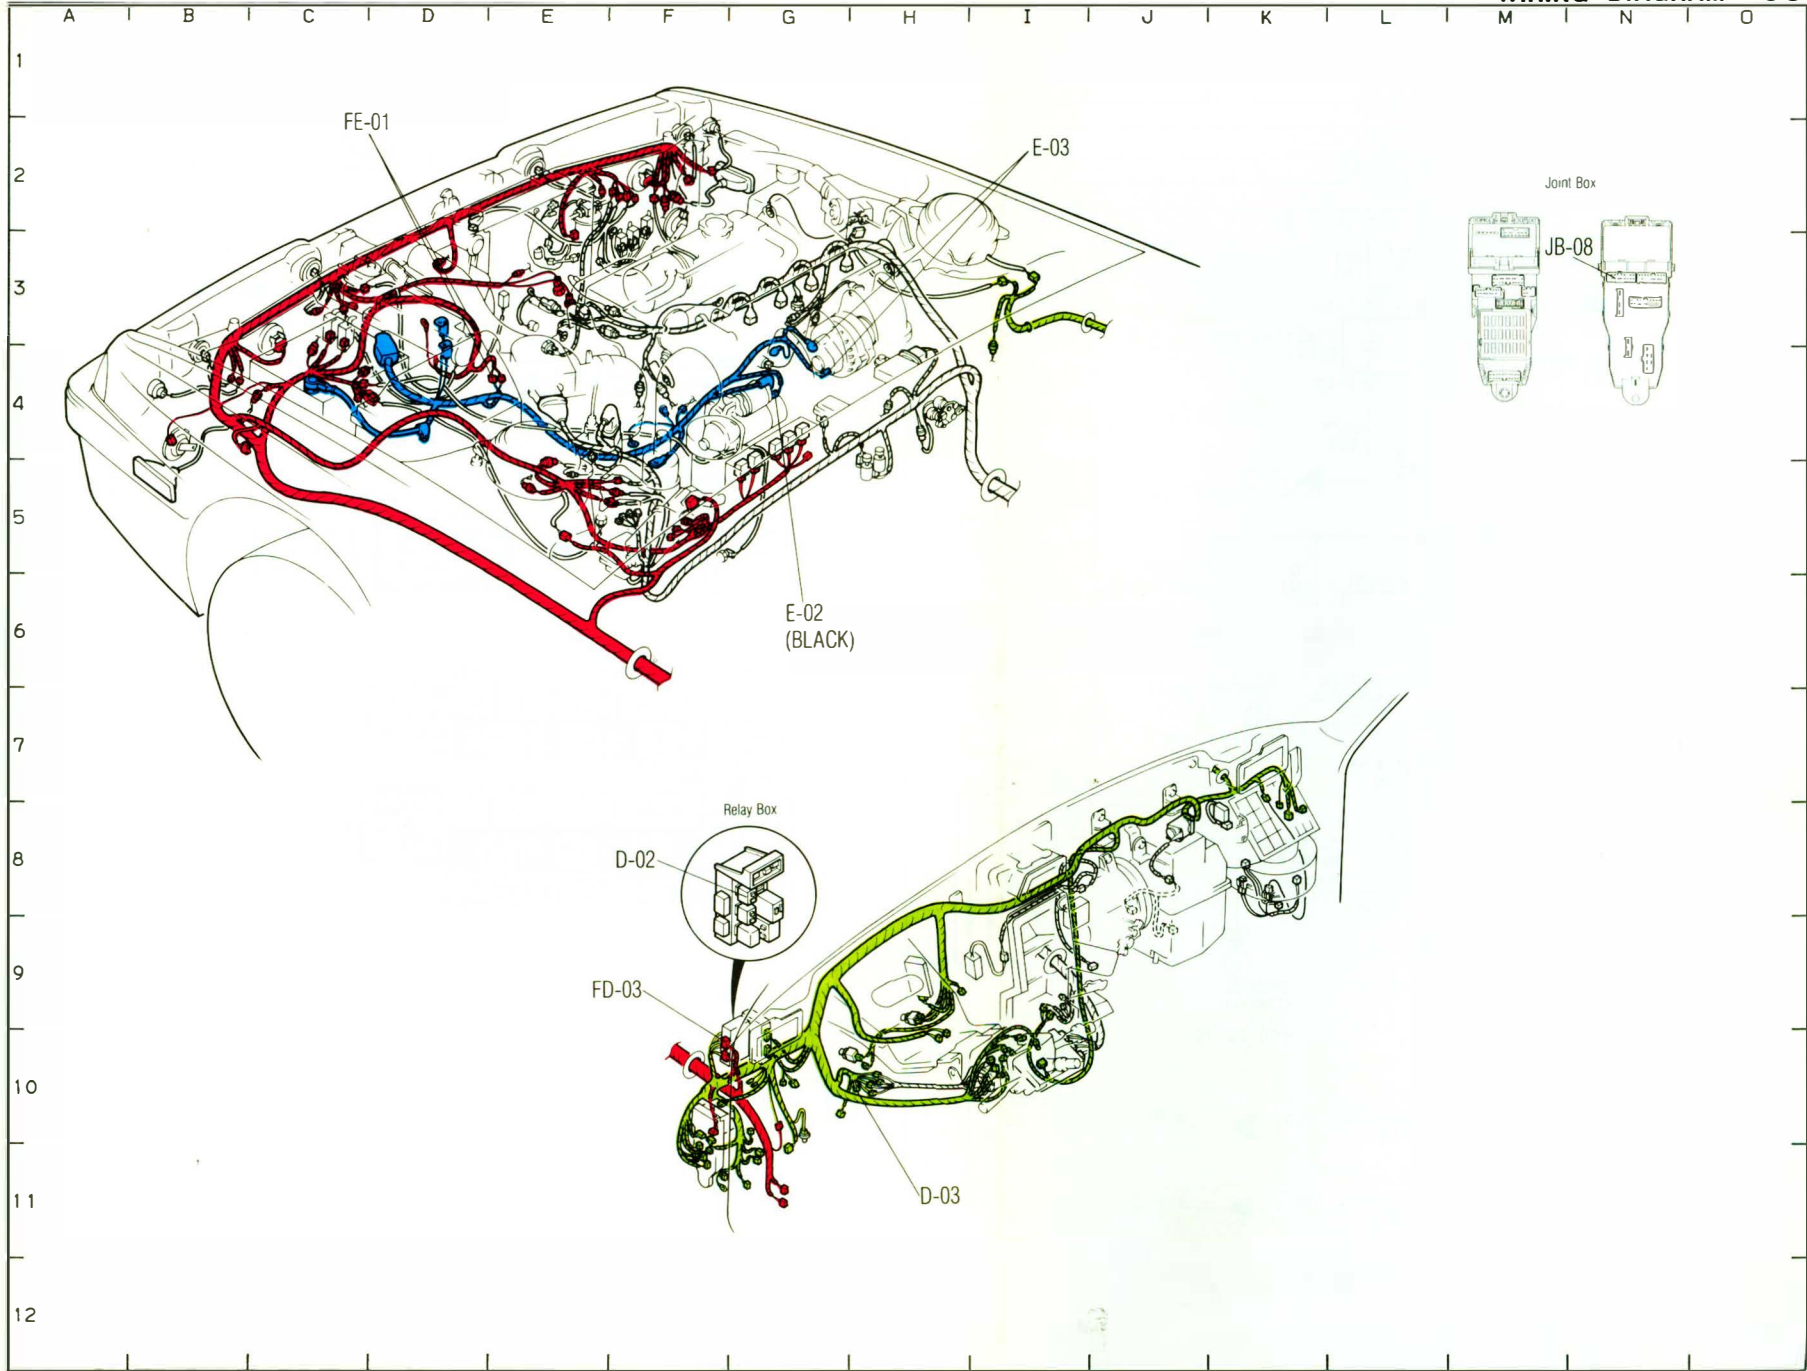 A B C D E F G H I J K L M N O
1
FE-01
E-03
2
Joint Box
JB-08
3
4
5
E-02
(BLACK)
6
7
Relay Box
D-02
8
9
FD-03
10
D-03
11
12